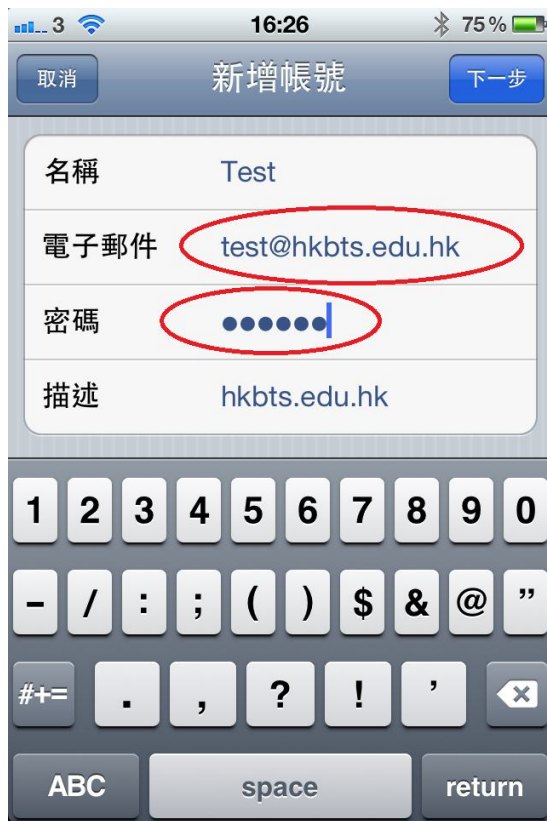 3 16:26 75%
取消 新增帳號 下一步
名稱 Test
電子郵件 test@hkbts.edu.hk
密碼 ●●●●●●
描述 hkbts.edu.hk
1 2 3 4 5 6 7 8 9 0
- / : ; ( ) $ & @ ”
#+= . , ? ! ’
ABC space return